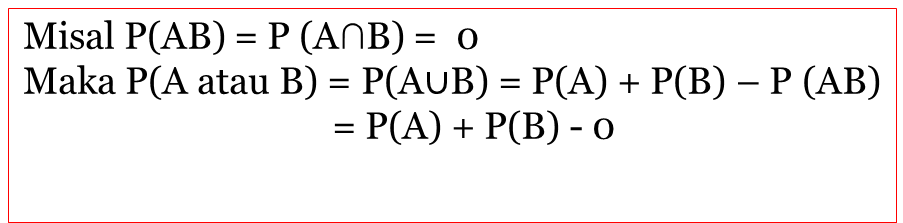 Misal P(AB) = P (A∩B) = 0
Maka P(A atau B) = P(A∪B) = P(A) + P(B) – P (AB)
= P(A) + P(B) - 0